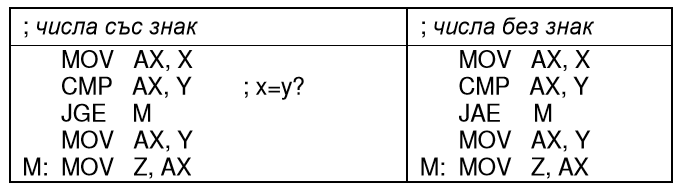 ; числа със знак
MOV AX, X
CMP AX, Y ; x=y?
JGE M
MOV AX, Y
M: MOV Z, AX
; числа без знак
MOV AX, X
CMP AX, Y
JAE M
MOV AX, Y
M: MOV Z, AX